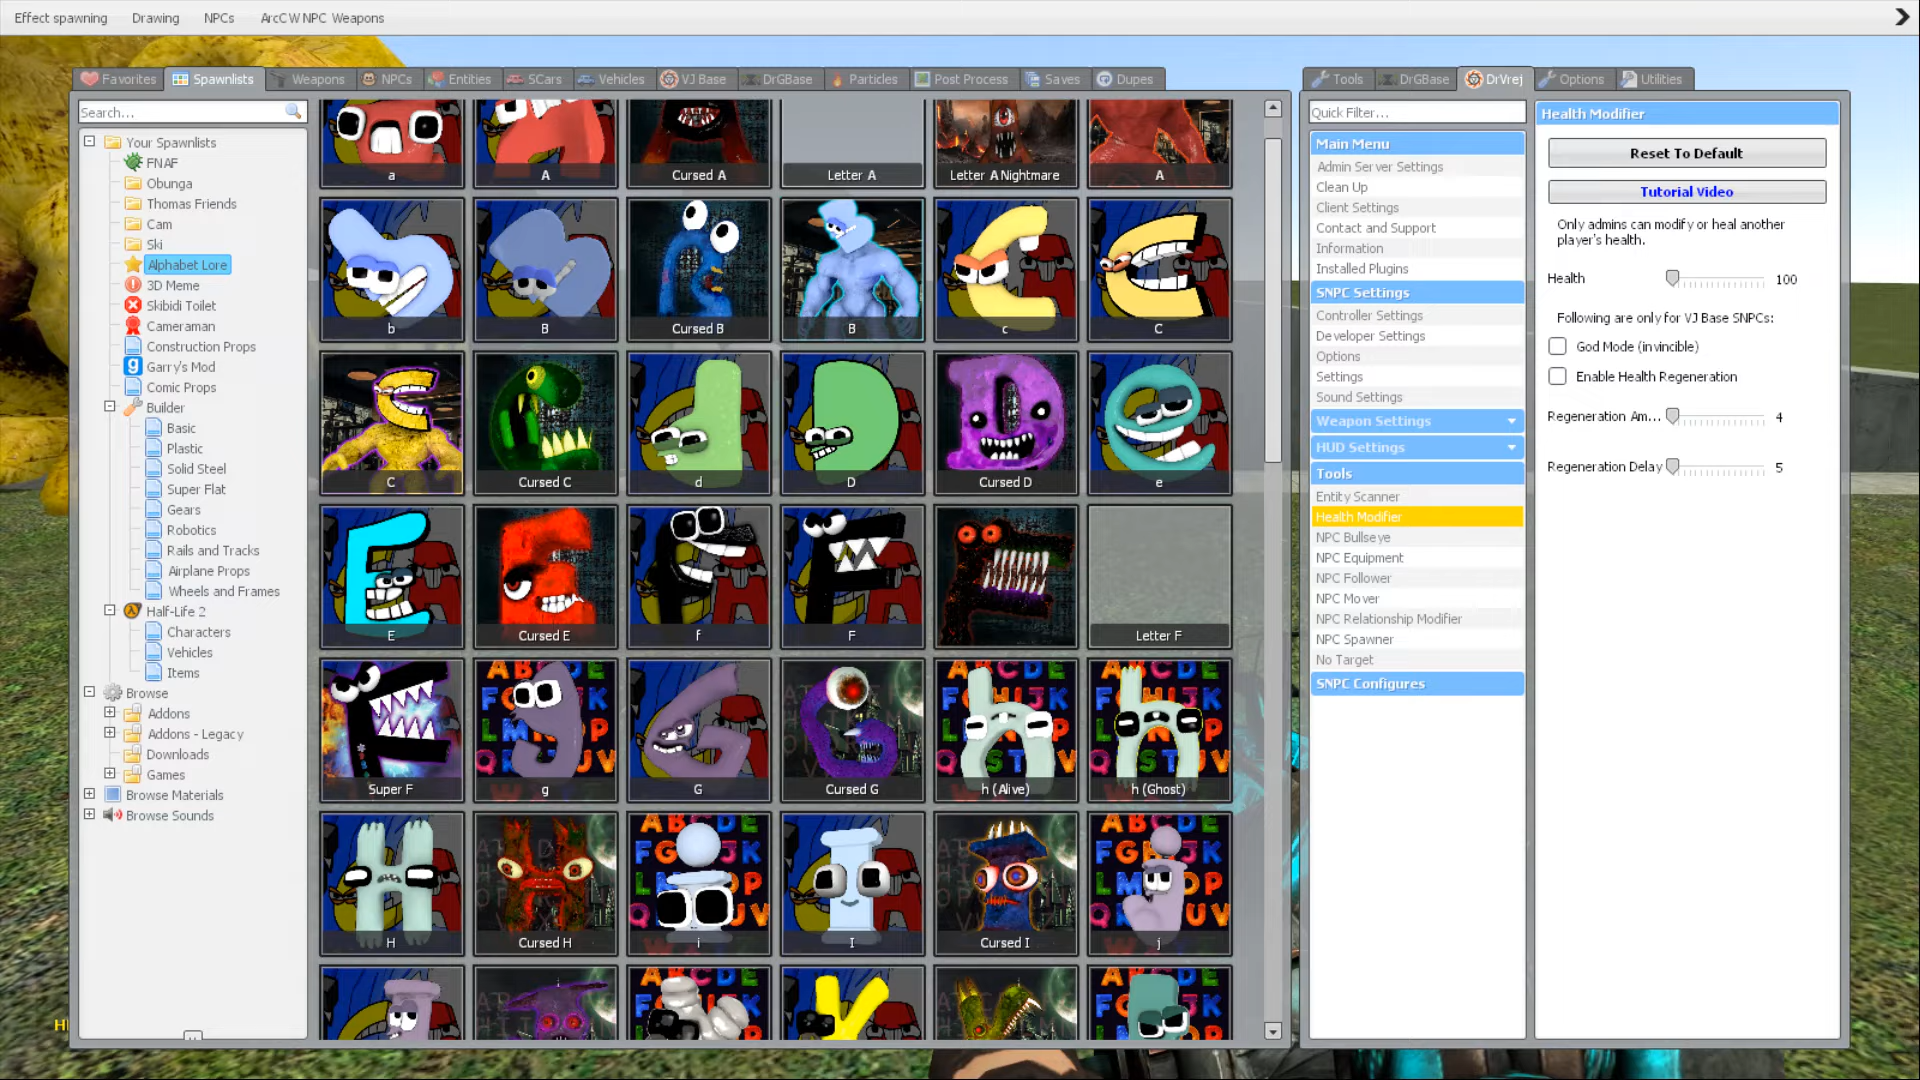 Effect spawning Drawing NPCs ArcCW NPC Weapons
Favorites Spawnlists Weapons NPCs Entities SCars Vehicles VJ Base DrGBase Particles Post Process Saves Dupes
Search...
Your Spawnlists
FNAF
Obunga
Thomas Friends
Cam
Ski
Alphabet Lore
3D Meme
Skibidi Toilet
Cameraman
Construction Props
Garry's Mod
Comic Props
Builder
Basic
Plastic
Solid Steel
Super Flat
Gears
Robotics
Rails and Tracks
Airplane Props
Wheels and Frames
Half-Life 2
Characters
Vehicles
Items
Browse
Addons
Addons - Legacy
Downloads
Games
Browse Materials
Browse Sounds
a A Cursed A Letter A Letter A Nightmare A
b B Cursed B B c C
C Cursed C d D Cursed D e
E Cursed E f F Letter F
Super F g G Cursed G h (Alive) h (Ghost)
H Cursed H i I Cursed I j
Tools DrGBase DrVrej Options Utilities
Quick Filter...
Main Menu
Admin Server Settings
Clean Up
Client Settings
Contact and Support
Information
Installed Plugins
SNPC Settings
Controller Settings
Developer Settings
Options
Settings
Sound Settings
Weapon Settings
HUD Settings
Tools
Entity Scanner
Health Modifier
NPC Bullseye
NPC Equipment
NPC Follower
NPC Mover
NPC Relationship Modifier
NPC Spawner
No Target
SNPC Configures
Health Modifier
Reset To Default
Tutorial Video
Only admins can modify or heal another
player's health.
Health 100
Following are only for VJ Base SNPCs:
God Mode (invincible)
Enable Health Regeneration
Regeneration Am... 4
Regeneration Delay 5